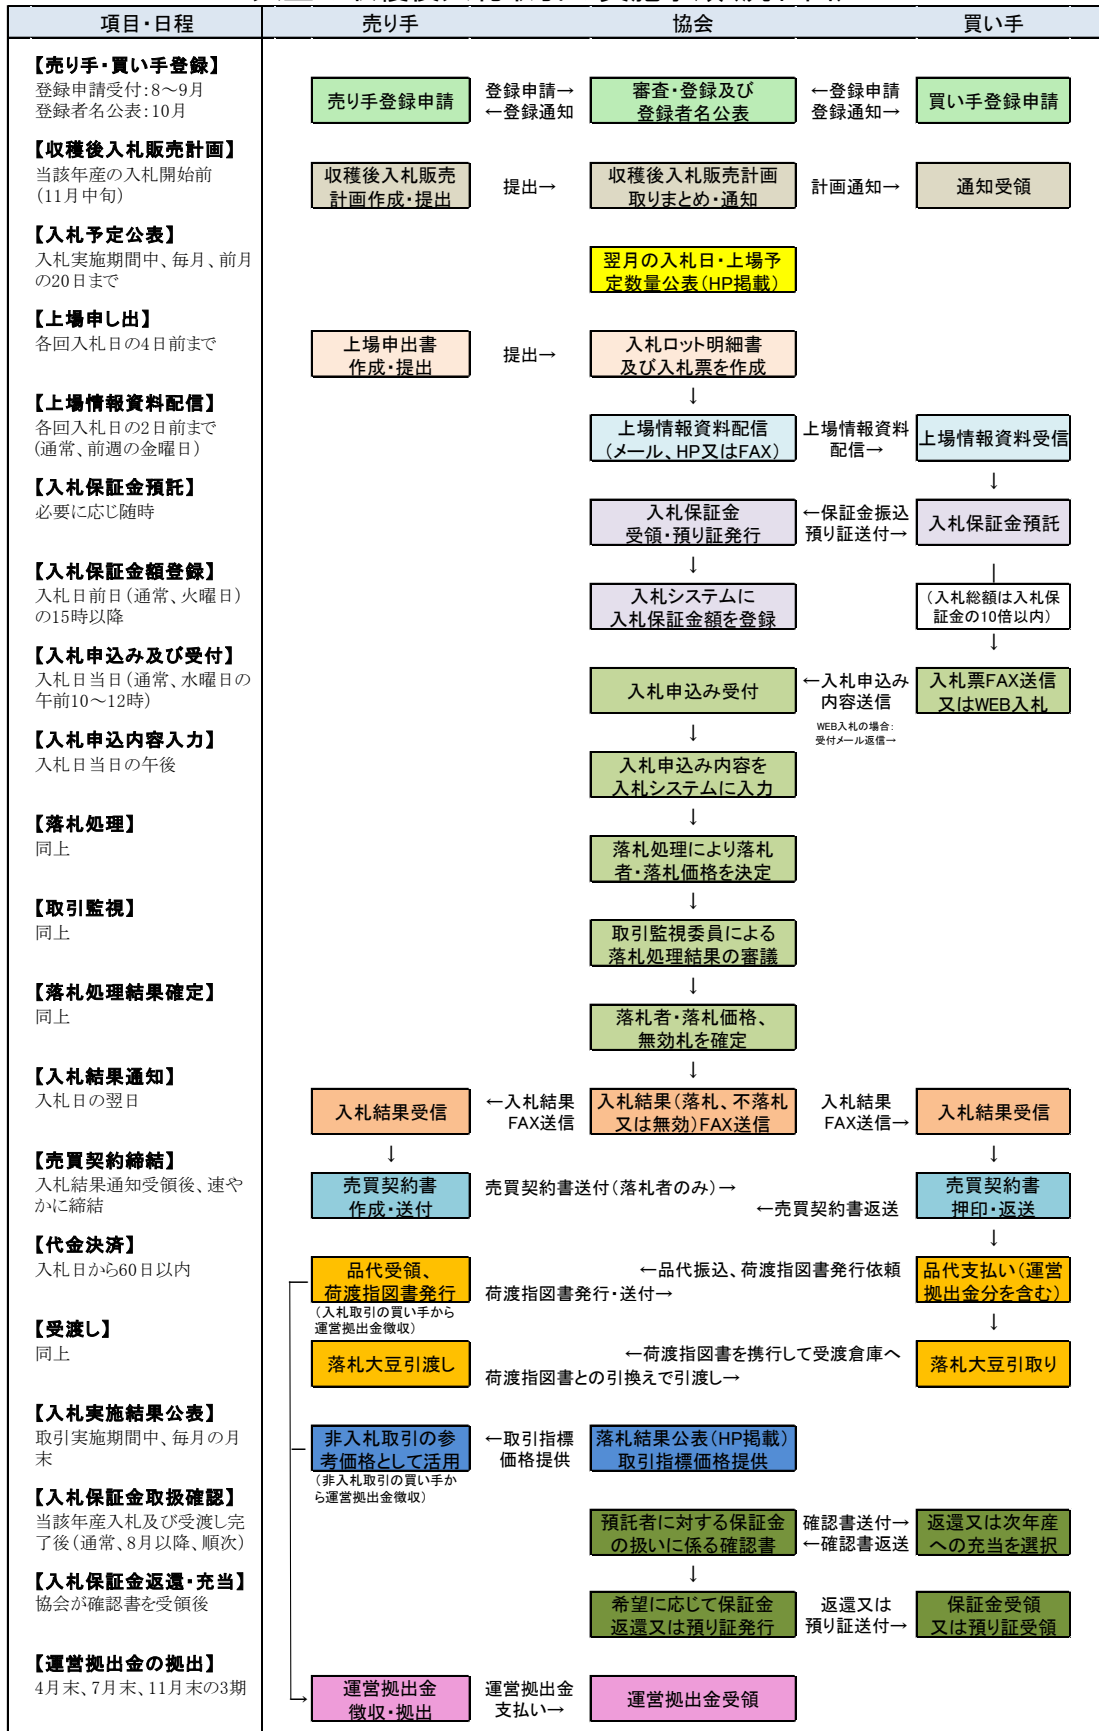 項目・日程 売り手 協会 買い手
【売り手・買い手登録】
登録申請受付:8～9月
登録者名公表:10月
売り手登録申請
登録申請→
←登録通知
審査・登録及び
登録者名公表
←登録申請
登録通知→
買い手登録申請
【収穫後入札販売計画】
当該年産の入札開始前
(11月中旬)
収穫後入札販売
計画作成・提出
提出→
収穫後入札販売計画
取りまとめ・通知
計画通知→
通知受領
【入札予定公表】
入札実施期間中、毎月、前月
の20日まで
翌月の入札日・上場予
定数量公表(HP掲載)
【上場申し出】
各回入札日の4日前まで
上場申出書
作成・提出
提出→
入札ロット明細書
及び入札票を作成
↓
【上場情報資料配信】
各回入札日の2日前まで
(通常、前週の金曜日)
上場情報資料配信
(メール、HP又はFAX)
上場情報資料
配信→
上場情報資料受信
↓
【入札保証金預託】
必要に応じ随時
入札保証金
受領・預り証発行
←保証金振込
預り証送付→
入札保証金預託
↓
【入札保証金額登録】
入札日前日(通常、火曜日)
の15時以降
入札システムに
入札保証金額を登録
(入札総額は入札保
証金の10倍以内)
↓
【入札申込み及び受付】
入札日当日(通常、水曜日の
午前10～12時)
入札申込み受付
←入札申込み
内容送信
入札票FAX送信
又はWEB入札
WEB入札の場合:
受付メール返信→
↓
【入札申込内容入力】
入札日当日の午後
入札申込み内容を
入札システムに入力
↓
【落札処理】
同上
落札処理により落札
者・落札価格を決定
↓
【取引監視】
同上
取引監視委員による
落札処理結果の審議
↓
【落札処理結果確定】
同上
落札者・落札価格、
無効札を確定
↓
【入札結果通知】
入札日の翌日
入札結果受信
←入札結果
FAX送信
入札結果(落札、不落札
又は無効)FAX送信
入札結果
FAX送信→
入札結果受信
↓ ↓
【売買契約締結】
入札結果通知受領後、速や
かに締結
売買契約書
作成・送付
売買契約書送付(落札者のみ)→
←売買契約書返送
売買契約書
押印・返送
↓
【代金決済】
入札日から60日以内
品代受領、
荷渡指図書発行
(入札取引の買い手から
運営拠出金徴収)
←品代振込、荷渡指図書発行依頼
荷渡指図書発行・送付→
品代支払い(運営
拠出金分を含む)
↓
【受渡し】
同上
落札大豆引渡し
←荷渡指図書を携行して受渡倉庫へ
荷渡指図書との引換えで引渡し→
落札大豆引取り
【入札実施結果公表】
取引実施期間中、毎月の月
末
非入札取引の参
考価格として活用
(非入札取引の買い手か
ら運営拠出金徴収)
←取引指標
価格提供
落札結果公表(HP掲載)
取引指標価格提供
【入札保証金取扱確認】
当該年産入札及び受渡し完
了後(通常、8月以降、順次)
預託者に対する保証金
の扱いに係る確認書
確認書送付→
←確認書返送
返還又は次年産
への充当を選択
↓
【入札保証金返還・充当】
協会が確認書を受領後
希望に応じて保証金
返還又は預り証発行
返還又は
預り証送付→
保証金受領
又は預り証受領
【運営拠出金の拠出】
4月末、7月末、11月末の3期
運営拠出金
徴収・拠出
運営拠出金
支払い→
運営拠出金受領